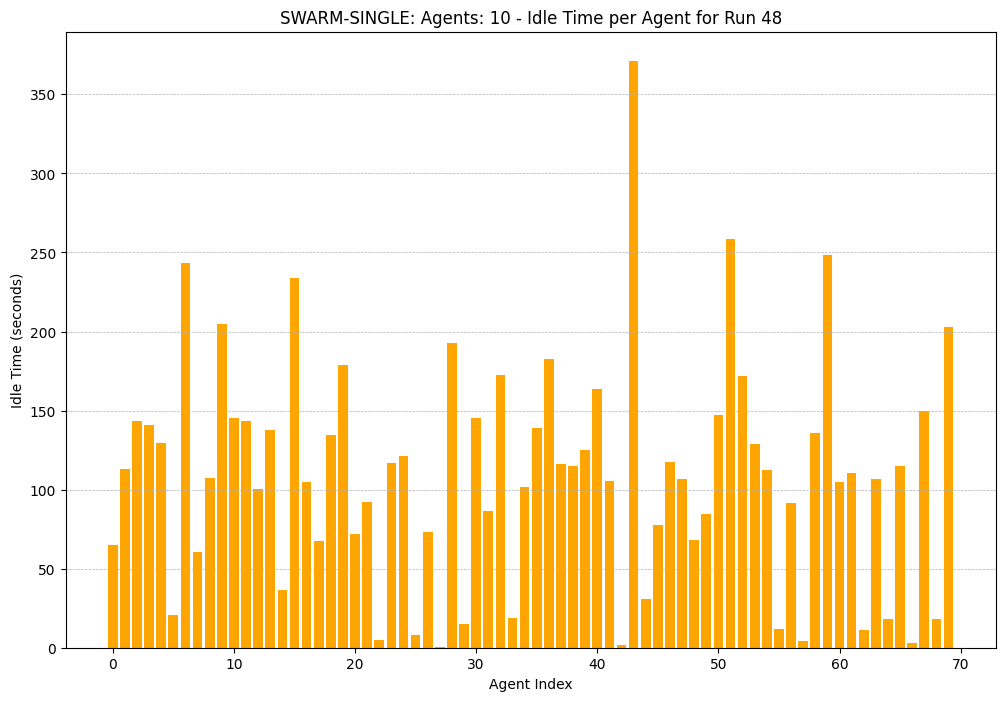 SWARM-SINGLE: Agents: 10 - Idle Time per Agent for Run 48
Idle Time (seconds)
350
300
250
200
150
100
50
0
0 10 20 30 40 50 60 70
Agent Index